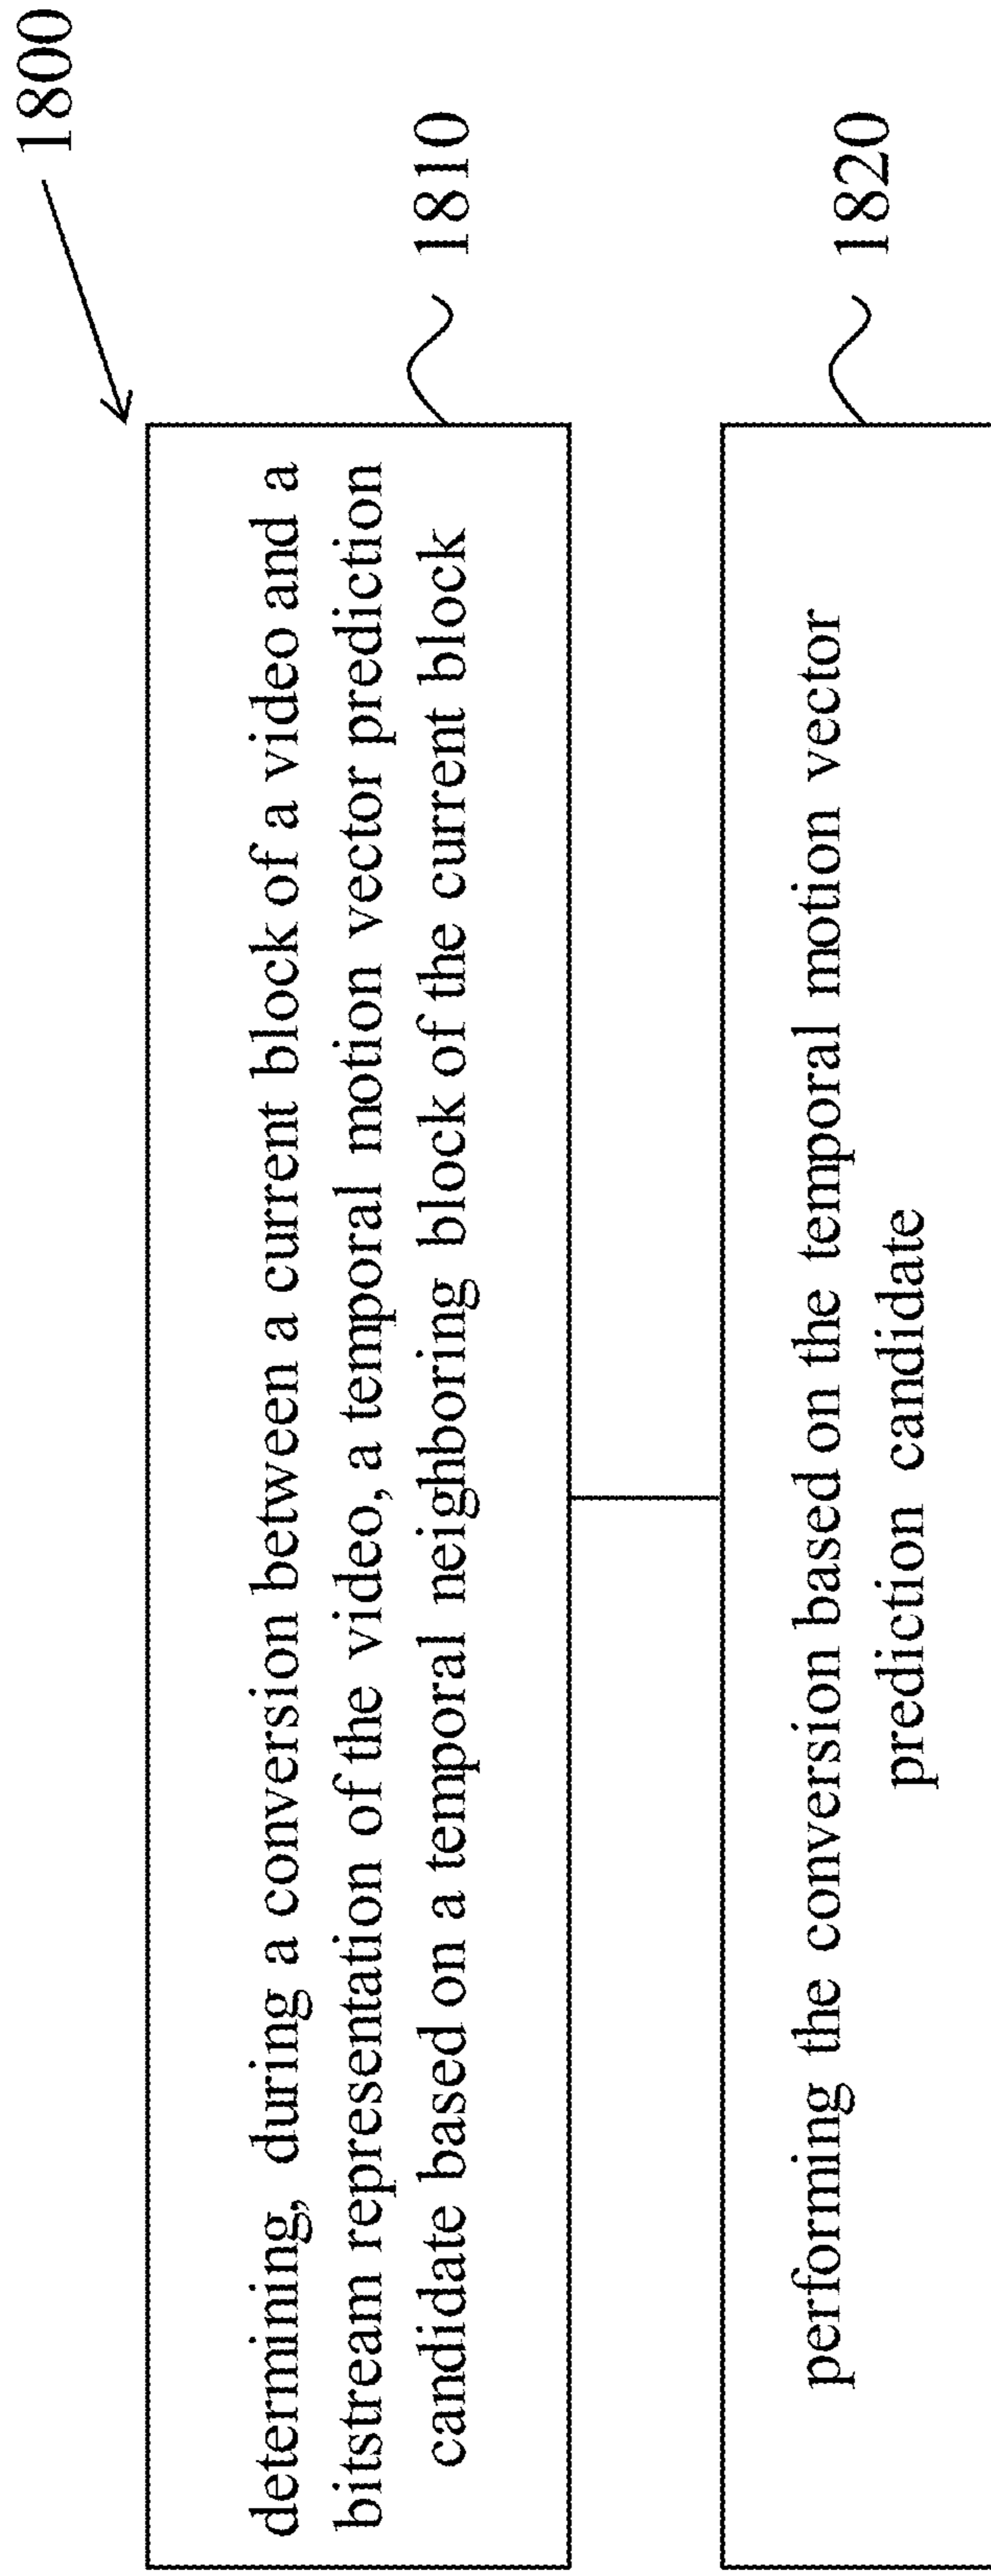 1800
determining, during a conversion between a current block of a video and a
bitstream representation of the video, a temporal motion vector prediction
candidate based on a temporal neighboring block of the current block
1810
performing the conversion based on the temporal motion vector
prediction candidate
1820